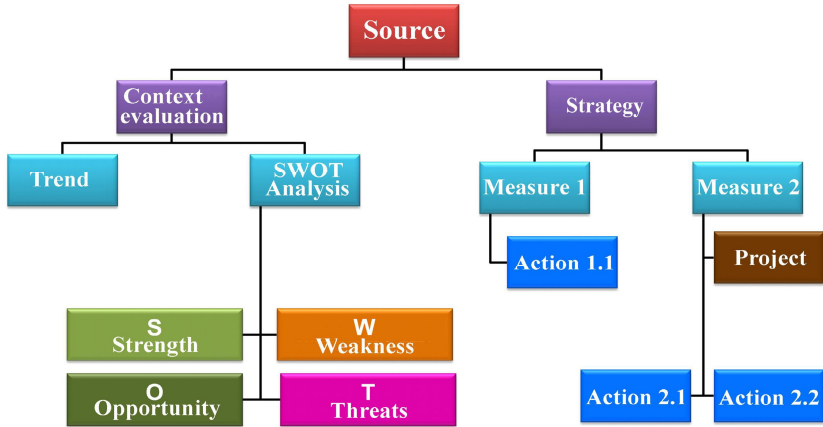 Source
Context
evaluation
Strategy
Trend
SWOT
Analysis
Measure 1
Measure 2
Action 1.1
Project
S
Strength
W
Weakness
O
Opportunity
T
Threats
Action 2.1
Action 2.2